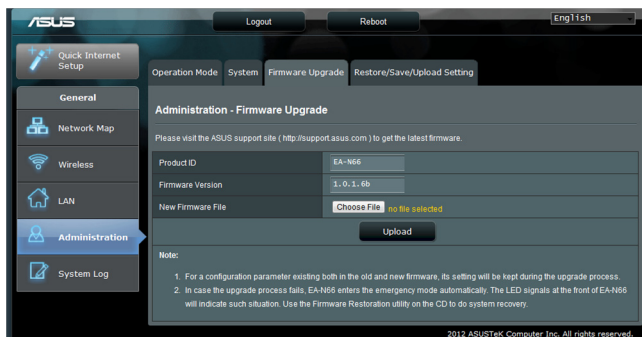 ASUS
Logout
Reboot
English
Quick Internet
Setup
General
Network Map
Wireless
LAN
Administration
System Log
Operation Mode
System
Firmware Upgrade
Restore/Save/Upload Setting
Administration - Firmware Upgrade
Please visit the ASUS support site ( http://support.asus.com ) to get the latest firmware.
Product ID
EA-N66
Firmware Version
1.0.1.6b
New Firmware File
Choose File no file selected
Upload
Note:
1. For a configuration parameter existing both in the old and new firmware, its setting will be kept during the upgrade process.
2. In case the upgrade process fails, EA-N66 enters the emergency mode automatically. The LED signals at the front of EA-N66
will indicate such situation. Use the Firmware Restoration utility on the CD to do system recovery.
2012 ASUSTeK Computer Inc. All rights reserved.